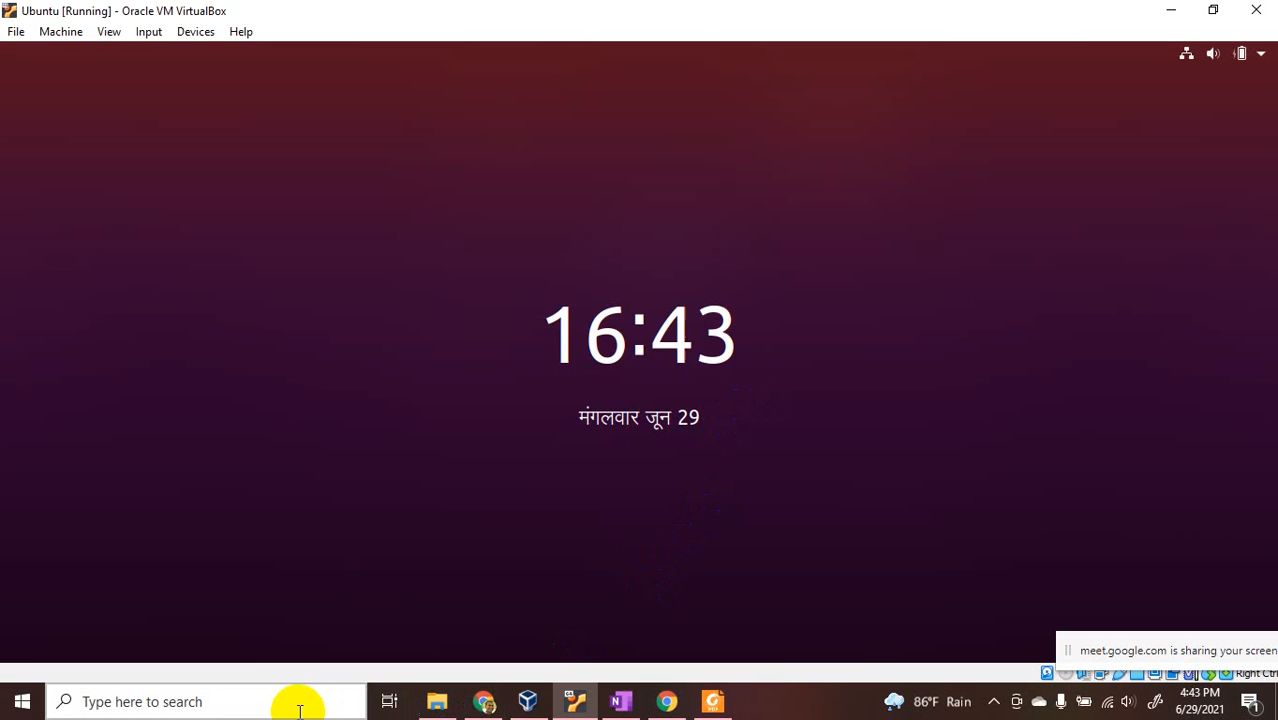 Ubuntu [Running] - Oracle VM VirtualBox
File Machine View Input Devices Help
16:43
मंगलवार जून 29
meet.google.com is sharing your screen
Right Ctrl
Type here to search
86°F Rain
4:43 PM
6/29/2021
1